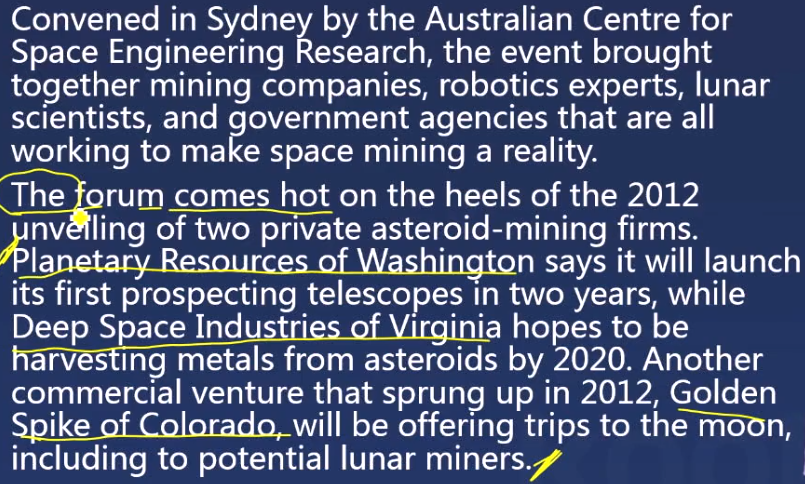 Convened in Sydney by the Australian Centre for
Space Engineering Research, the event brought
together mining companies, robotics experts, lunar
scientists, and government agencies that are all
working to make space mining a reality.
The forum comes hot on the heels of the 2012
unveiling of two private asteroid-mining firms.
Planetary Resources of Washington says it will launch
its first prospecting telescopes in two years, while
Deep Space Industries of Virginia hopes to be
harvesting metals from asteroids by 2020. Another
commercial venture that sprung up in 2012, Golden
Spike of Colorado, will be offering trips to the moon,
including to potential lunar miners.